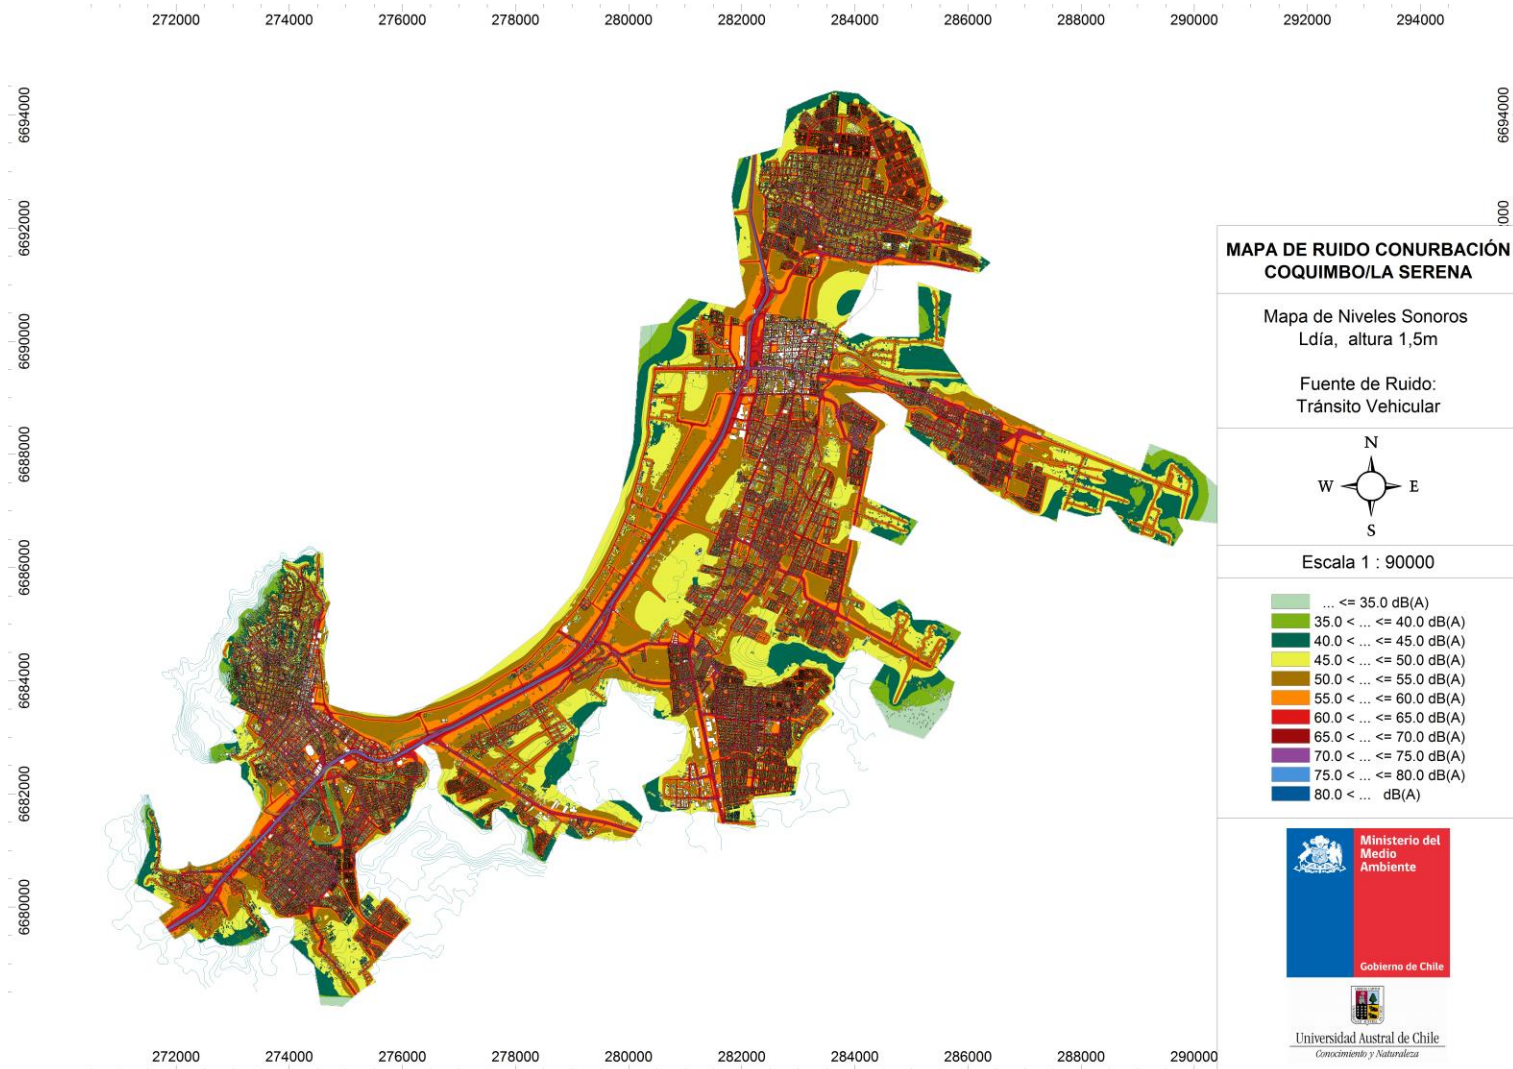 272000 274000 276000 278000 280000 282000 284000 286000 288000 290000 292000 294000
6694000
6692000
6690000
6688000
6686000
6684000
6682000
6680000
6694000
000
MAPA DE RUIDO CONURBACIÓN
COQUIMBO/LA SERENA
Mapa de Niveles Sonoros
Ldía, altura 1,5m
Fuente de Ruido:
Tránsito Vehicular
N
W E
S
Escala 1 : 90000
... <= 35.0 dB(A)
35.0 < ... <= 40.0 dB(A)
40.0 < ... <= 45.0 dB(A)
45.0 < ... <= 50.0 dB(A)
50.0 < ... <= 55.0 dB(A)
55.0 < ... <= 60.0 dB(A)
60.0 < ... <= 65.0 dB(A)
65.0 < ... <= 70.0 dB(A)
70.0 < ... <= 75.0 dB(A)
75.0 < ... <= 80.0 dB(A)
80.0 < ... dB(A)
Ministerio del
Medio
Ambiente
Gobierno de Chile
Universidad Austral de Chile
Conocimiento y Naturaleza
272000 274000 276000 278000 280000 282000 284000 286000 288000 290000